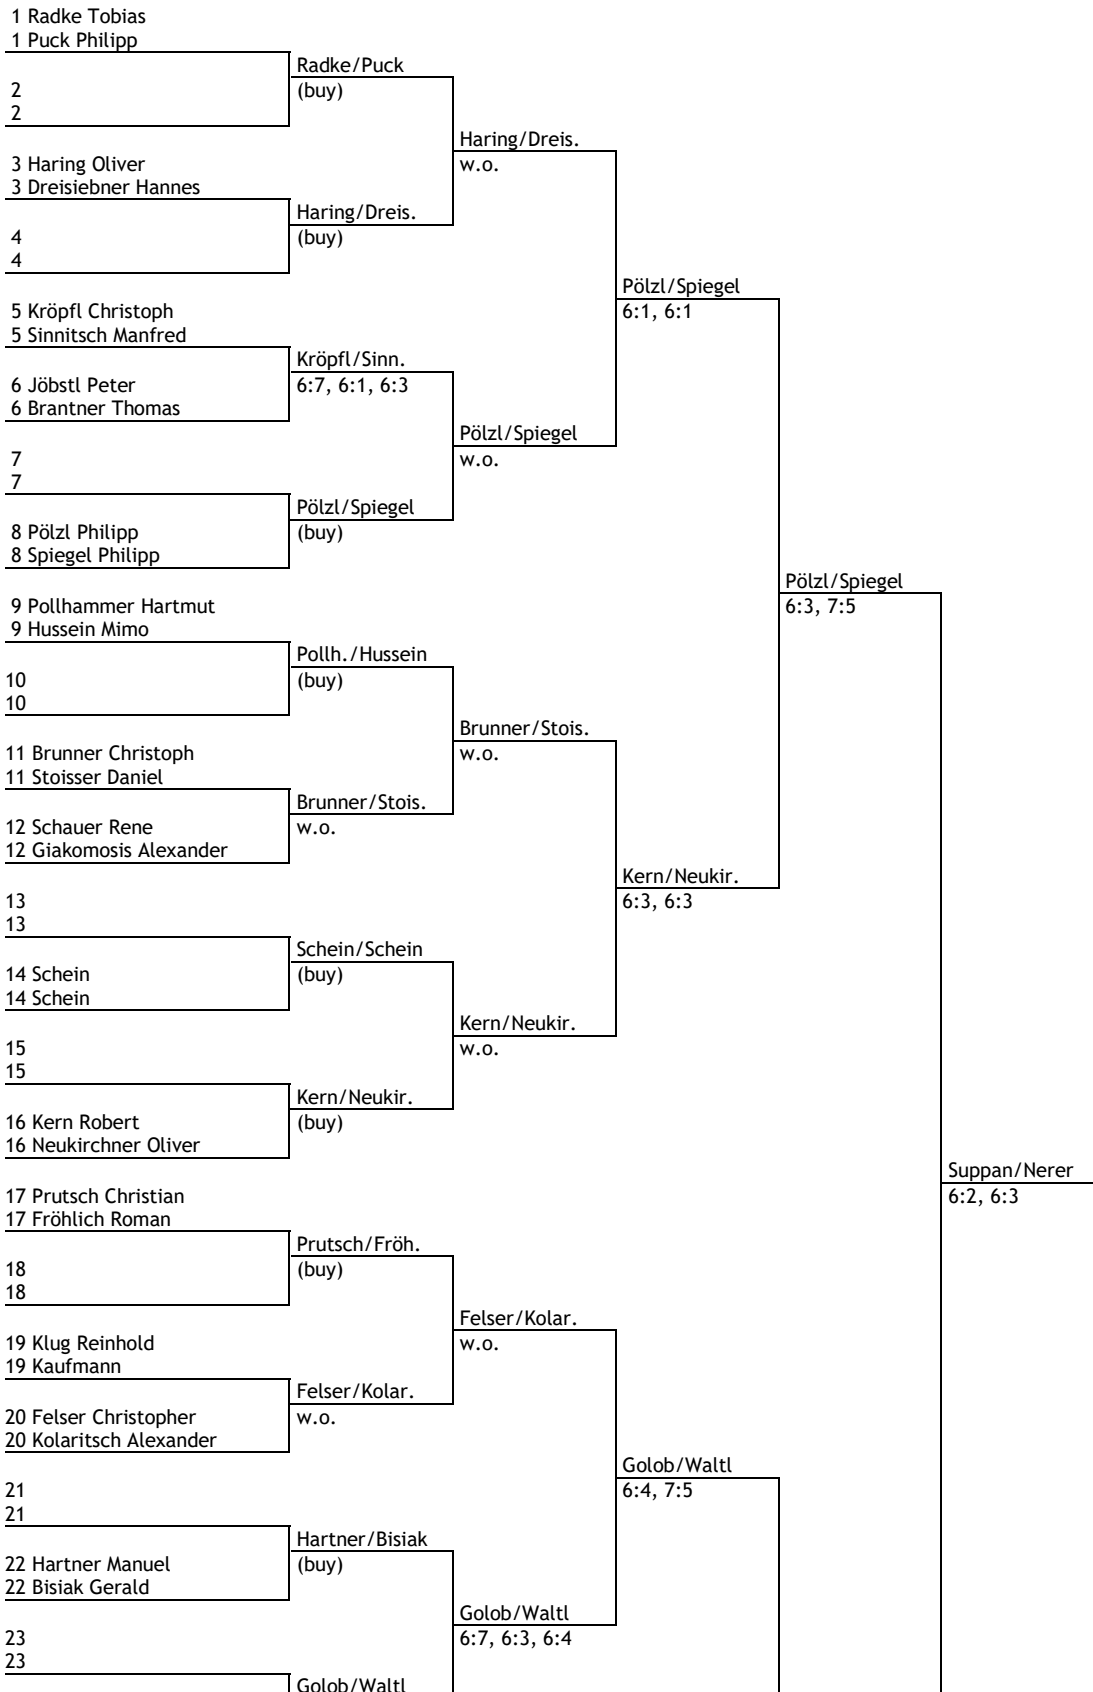 1 Radke Tobias
1 Puck Philipp
Radke/Puck
2
(buy)
2
Haring/Dreis.
3 Haring Oliver
w.o.
3 Dreisiebner Hannes
Haring/Dreis.
4
(buy)
4
Pölzl/Spiegel
5 Kröpfl Christoph
6:1, 6:1
5 Sinnitsch Manfred
Kröpfl/Sinn.
6 Jöbstl Peter
6:7, 6:1, 6:3
6 Brantner Thomas
Pölzl/Spiegel
7
w.o.
7
Pölzl/Spiegel
8 Pölzl Philipp
(buy)
8 Spiegel Philipp
Pölzl/Spiegel
9 Pollhammer Hartmut
6:3, 7:5
9 Hussein Mimo
Pollh./Hussein
10
(buy)
10
Brunner/Stois.
11 Brunner Christoph
w.o.
11 Stoisser Daniel
Brunner/Stois.
12 Schauer Rene
w.o.
12 Giakomosis Alexander
Kern/Neukir.
13
6:3, 6:3
13
Schein/Schein
14 Schein
(buy)
14 Schein
Kern/Neukir.
15
w.o.
15
Kern/Neukir.
16 Kern Robert
(buy)
16 Neukirchner Oliver
Suppan/Nerer
17 Prutsch Christian
6:2, 6:3
17 Fröhlich Roman
Prutsch/Fröh.
18
(buy)
18
Felser/Kolar.
19 Klug Reinhold
w.o.
19 Kaufmann
Felser/Kolar.
20 Felser Christopher
w.o.
20 Kolaritsch Alexander
Golob/Waltl
21
6:4, 7:5
21
Hartner/Bisiak
22 Hartner Manuel
(buy)
22 Bisiak Gerald
Golob/Waltl
23
6:7, 6:3, 6:4
23
Golob/Waltl